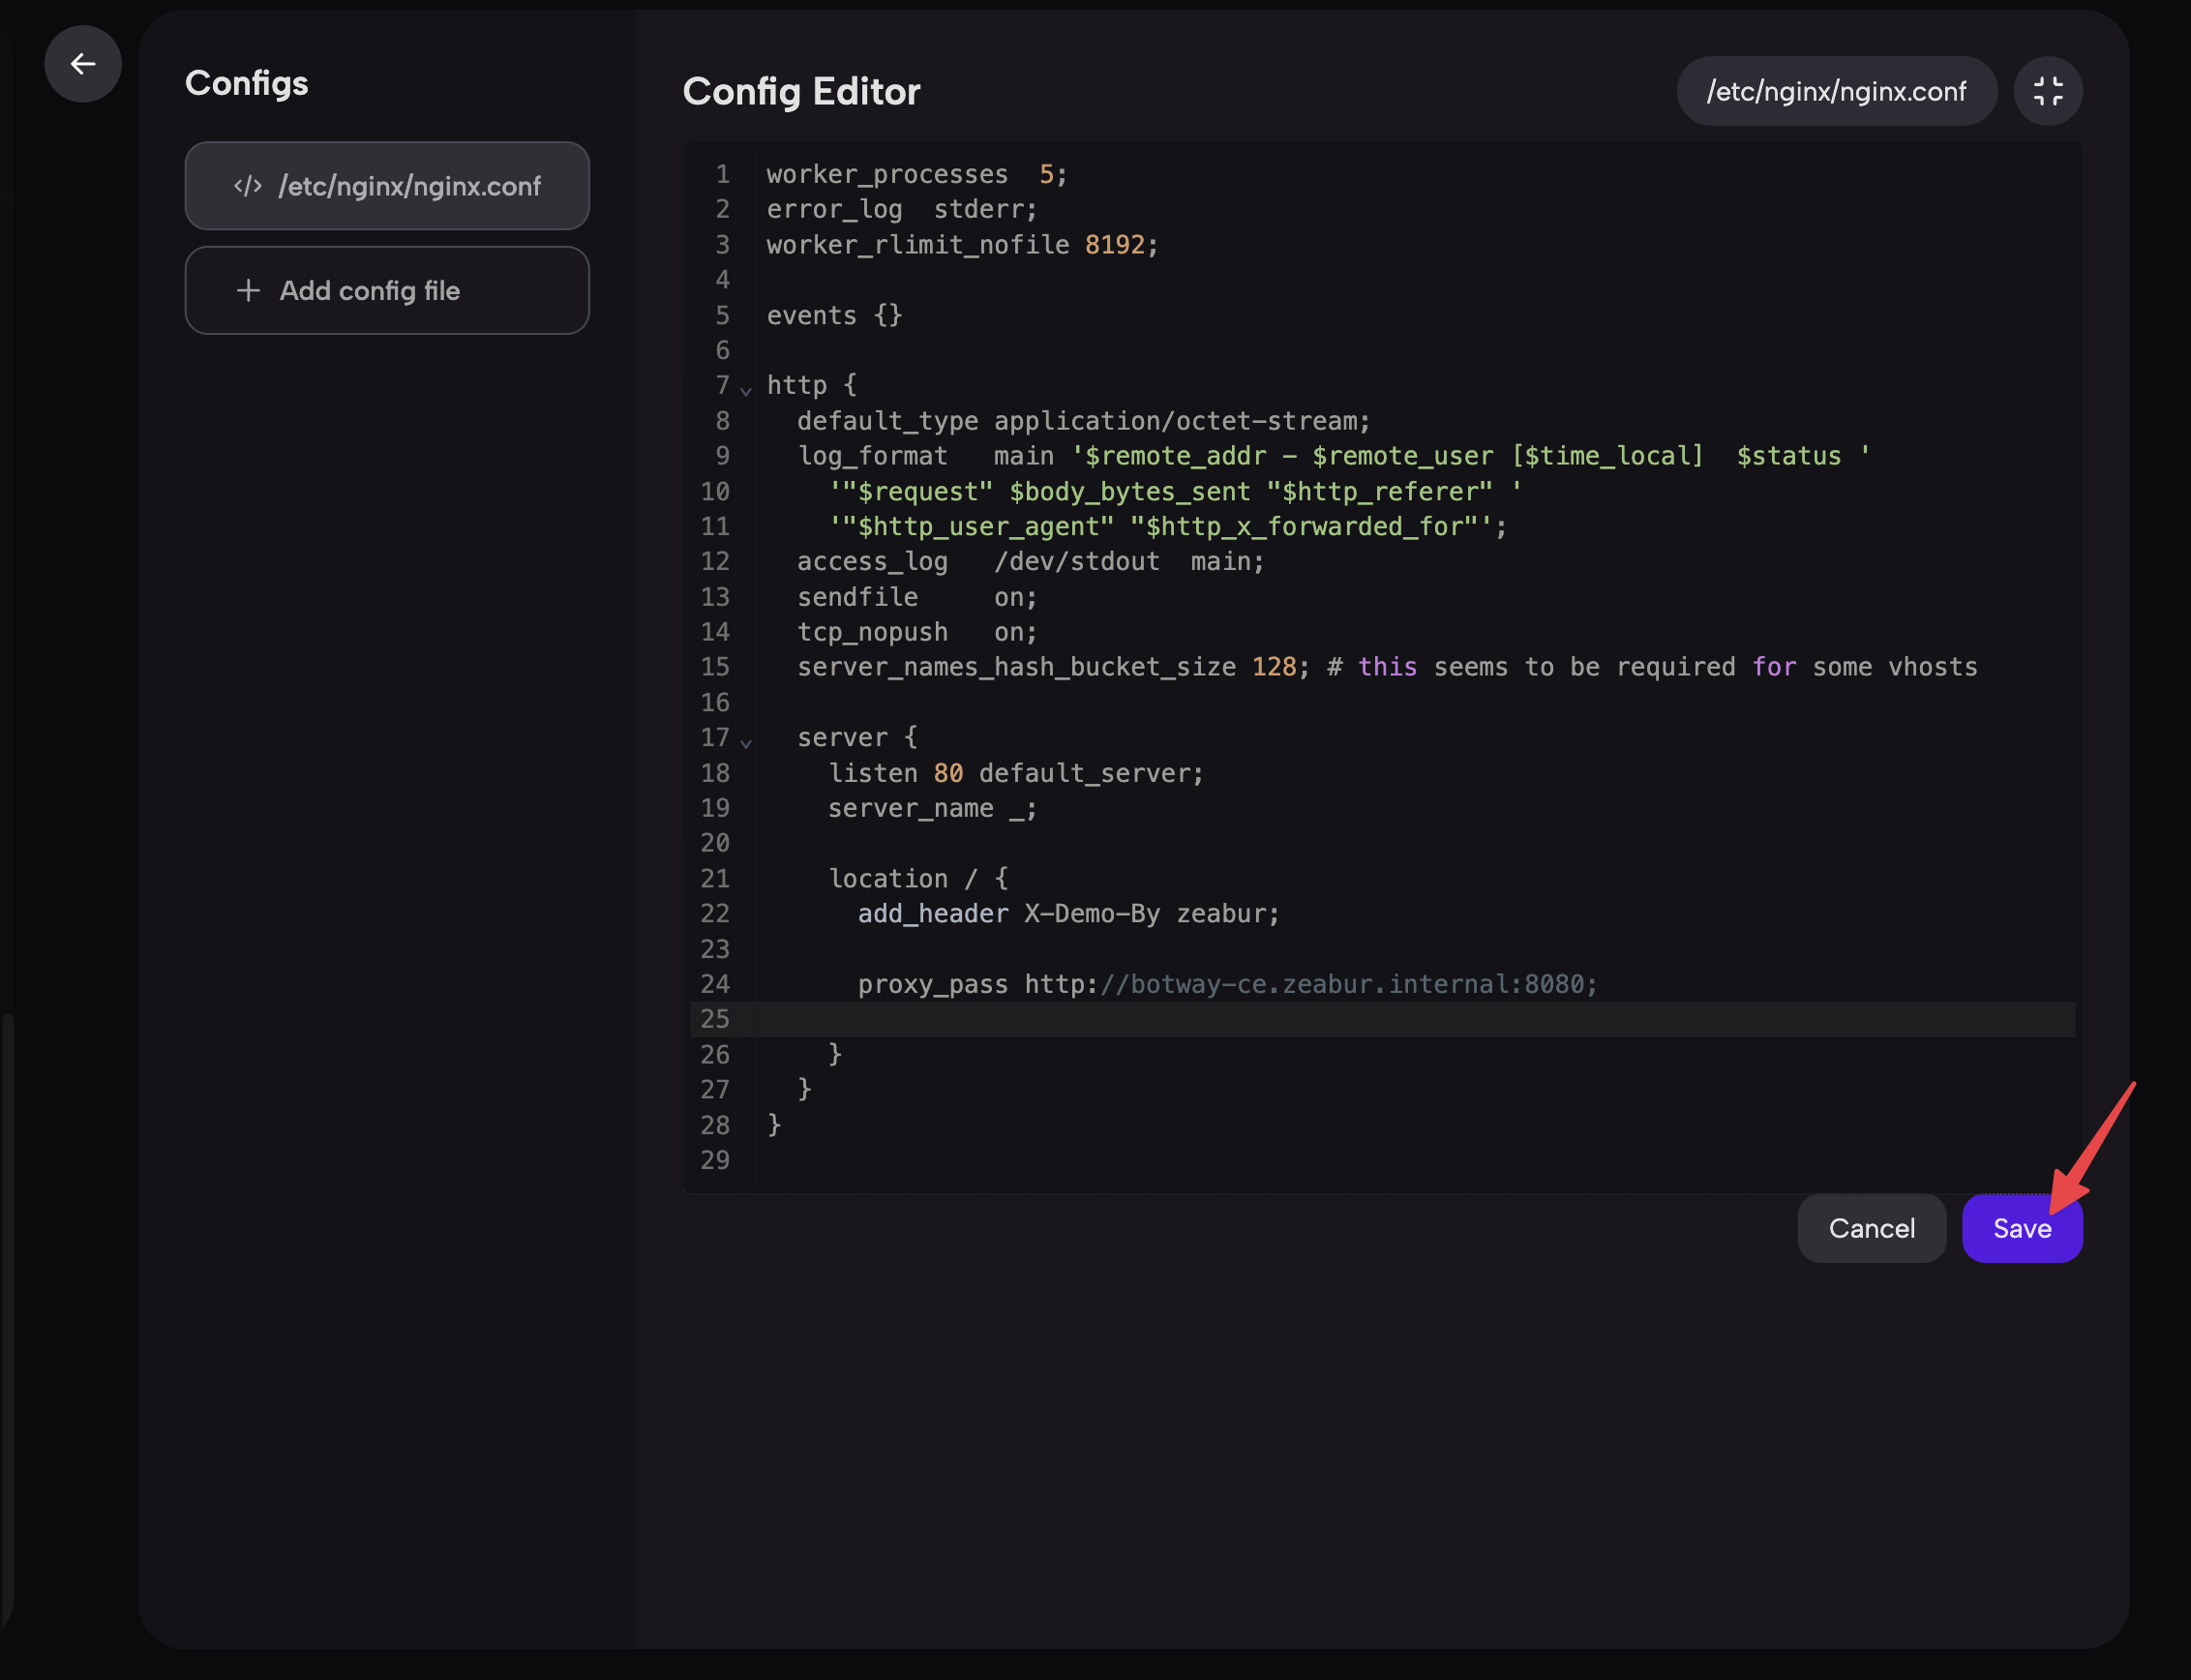 Configs
</> /etc/nginx/nginx.conf
+ Add config file
Config Editor
/etc/nginx/nginx.conf
1 worker_processes  5;
2 error_log  stderr;
3 worker_rlimit_nofile 8192;
4
5 events {}
6
7 http {
8   default_type application/octet-stream;
9   log_format   main '$remote_addr - $remote_user [$time_local]  $status '
10     '"$request" $body_bytes_sent "$http_referer" '
11     '"$http_user_agent" "$http_x_forwarded_for"';
12   access_log   /dev/stdout  main;
13   sendfile     on;
14   tcp_nopush   on;
15   server_names_hash_bucket_size 128; # this seems to be required for some vhosts
16
17   server {
18     listen 80 default_server;
19     server_name _;
20
21     location / {
22       add_header X-Demo-By zeabur;
23
24       proxy_pass http://botway-ce.zeabur.internal:8080;
25
26     }
27   }
28 }
29
Cancel
Save